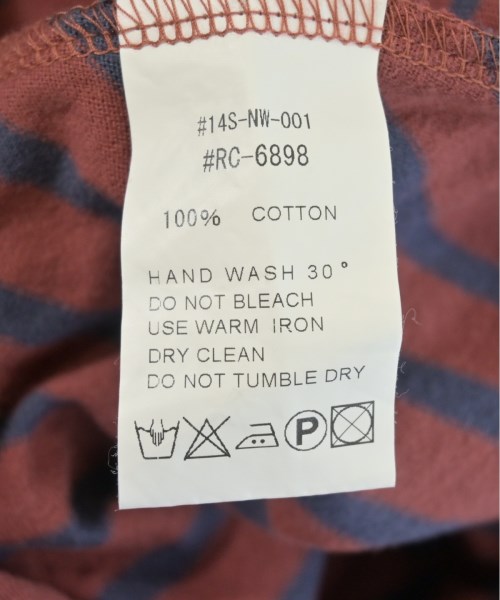 #14S-NW-001
#RC-6898
100% COTTON
HAND WASH 30°
DO NOT BLEACH
USE WARM IRON
DRY CLEAN
DO NOT TUMBLE DRY
P